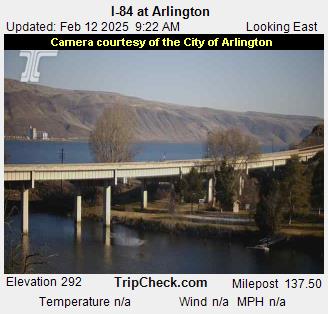 I-84 at Arlington
Updated: Feb 12 2025 9:22 AM Looking East
Camera courtesy of the City of Arlington
Elevation 292 TripCheck.com Milepost 137.50
Temperature n/a Wind n/a MPH n/a